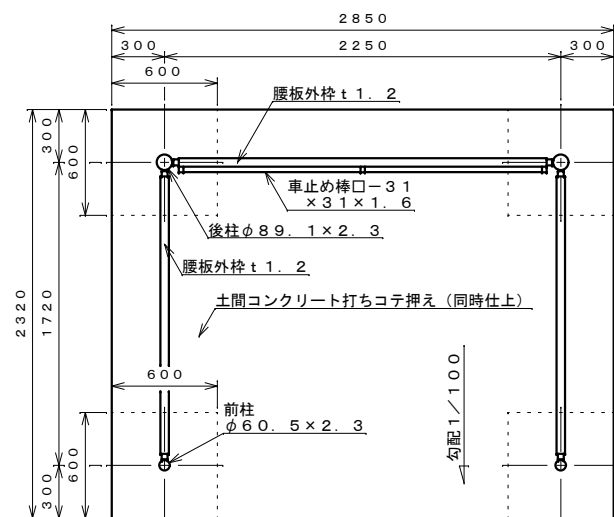 ２８５０
３００
２２５０
３００
６００
腰板外枠ｔ１．２
３００
６００
車止め棒口－３１
×３１×１．６
後柱φ８９．１×２．３
腰板外枠ｔ１．２
２３２０
１７２０
土間コンクリート打ちコテ押え（同時仕上）
６００
前柱
φ６０．５×２．３
勾配１／１００
６００
３００